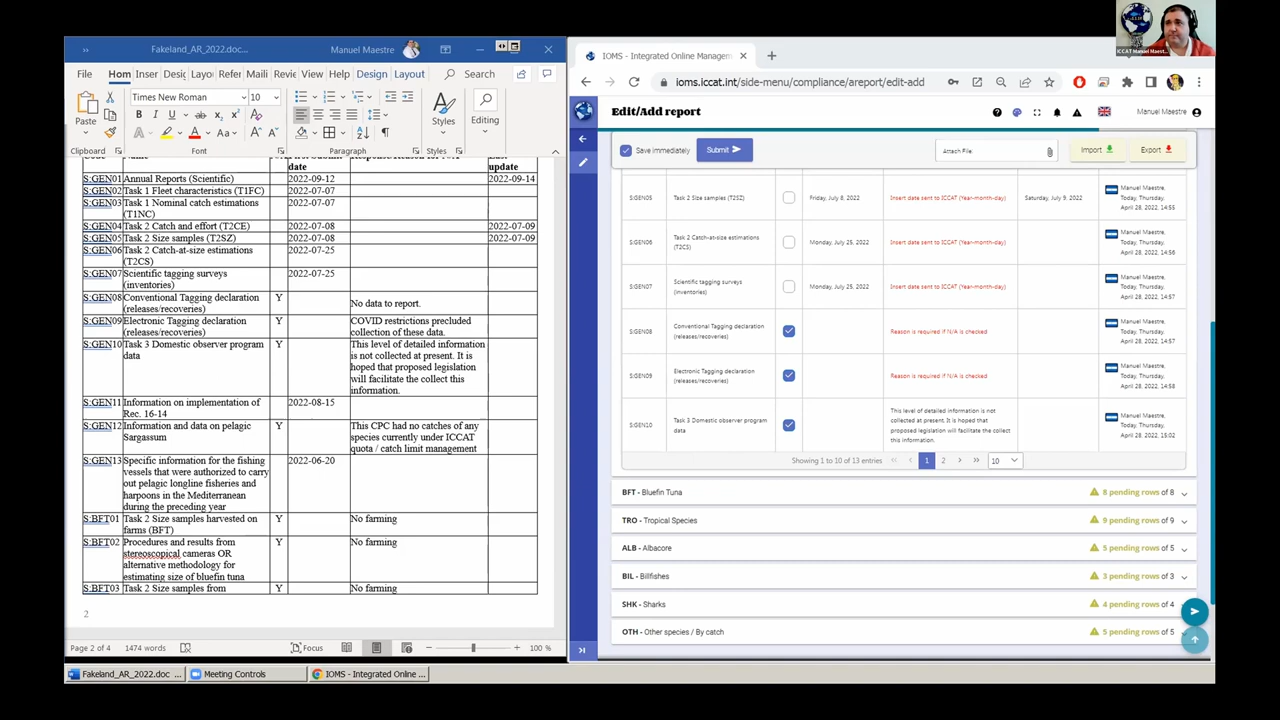 Fakeland_AR_2022.doc...
Manuel Maestre
File Home Inser Desig Layo Refer Maili Revie View Help Design Layout Search
Times New Roman 10
Paste
Styles
Editing
Clipboard Font Paragraph Styles
date
update
S:GEN01 Annual Reports (Scientific) 2022-09-12 2022-09-14
S:GEN02 Task 1 Fleet characteristics (T1FC) 2022-07-07
S:GEN03 Task 1 Nominal catch estimations 2022-07-07
(T1NC)
S:GEN04 Task 2 Catch and effort (T2CE) 2022-07-08 2022-07-09
S:GEN05 Task 2 Size samples (T2SZ) 2022-07-08 2022-07-09
S:GEN06 Task 2 Catch-at-size estimations 2022-07-25
(T2CS)
S:GEN07 Scientific tagging surveys 2022-07-25
(inventories)
S:GEN08 Conventional Tagging declaration Y No data to report.
(releases/recoveries)
S:GEN09 Electronic Tagging declaration Y COVID restrictions precluded
(releases/recoveries) collection of these data.
S:GEN10 Task 3 Domestic observer program Y This level of detailed information
data is not collected at present. It is
hoped that proposed legislation
will facilitate the collect this
information.
S:GEN11 Information on implementation of 2022-08-15
Rec. 16-14
S:GEN12 Information and data on pelagic Y This CPC had no catches of any
Sargassum species currently under ICCAT
quota / catch limit management
S:GEN13 Specific information for the fishing 2022-06-20
vessels that were authorized to carry
out pelagic longline fisheries and
harpoons in the Mediterranean
during the preceding year
S:BFT01 Task 2 Size samples harvested on Y No farming
farms (BFT)
S:BFT02 Procedures and results from Y No farming
stereoscopical cameras OR
alternative methodology for
estimating size of bluefin tuna
S:BFT03 Task 2 Size samples from Y No farming
2
Page 2 of 4 1474 words Focus 100 %
Fakeland_AR_2022.doc ... Meeting Controls IOMS - Integrated Online ...
IOMS - Integrated Online Managem
ioms.iccat.int/side-menu/compliance/areport/edit-add
Edit/Add report
Manuel Maestre
Save immediately Submit Attach File: Import Export
S:GEN05 Task 2 Size samples (T2SZ) Friday, July 8, 2022 Insert date sent to ICCAT (Year-month-day) Saturday, July 9, 2022 Manuel Maestre, Today, Thursday, April 28, 2022, 14:55
S:GEN06 Task 2 Catch-at-size estimations (T2CS) Monday, July 25, 2022 Insert date sent to ICCAT (Year-month-day) Manuel Maestre, Today, Thursday, April 28, 2022, 14:56
S:GEN07 Scientific tagging surveys (inventories) Monday, July 25, 2022 Insert date sent to ICCAT (Year-month-day) Manuel Maestre, Today, Thursday, April 28, 2022, 14:57
S:GEN08 Conventional Tagging declaration (releases/recoveries) Reason is required if N/A is checked Manuel Maestre, Today, Thursday, April 28, 2022, 14:57
S:GEN09 Electronic Tagging declaration (releases/recoveries) Reason is required if N/A is checked Manuel Maestre, Today, Thursday, April 28, 2022, 14:58
S:GEN10 Task 3 Domestic observer program data This level of detailed information is not collected at present. It is hoped that proposed legislation will facilitate the collect this information. Manuel Maestre, Today, Thursday, April 28, 2022, 15:02
Showing 1 to 10 of 13 entries 1 2 10
BFT - Bluefin Tuna 8 pending rows of 8
TRO - Tropical Species 9 pending rows of 9
ALB - Albacore 5 pending rows of 5
BIL - Billfishes 3 pending rows of 3
SHK - Sharks 4 pending rows of 4
OTH - Other species / By catch 5 pending rows of 5
ICCAT Manuel Maest...